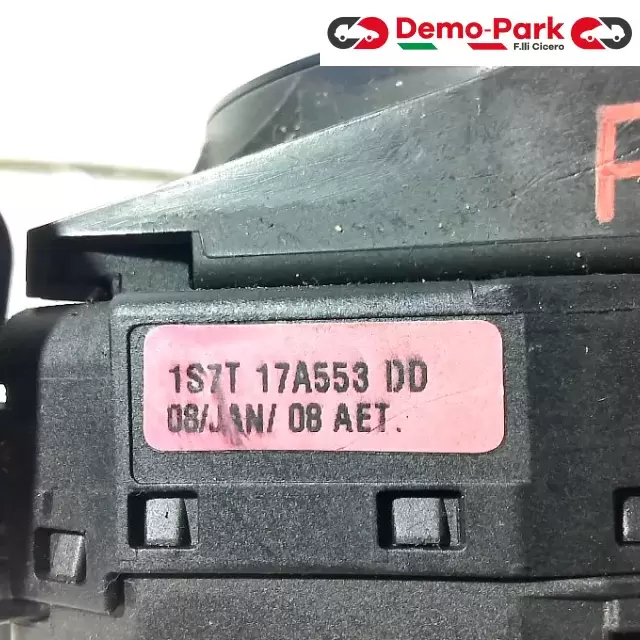 Demo-Park
F.lli Cicero
1S7T 17A553 DD
08/JAN/ 08 AET.